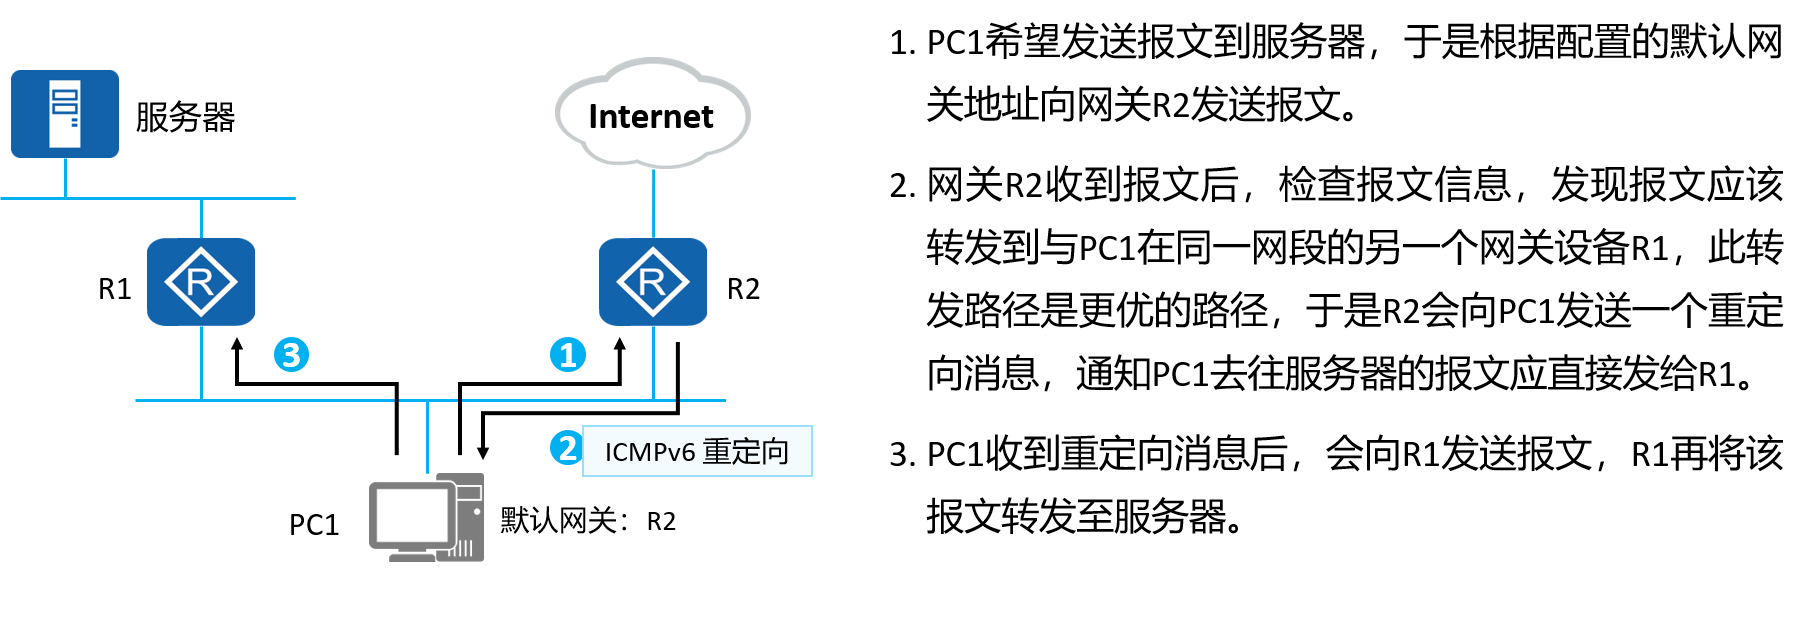 服务器
Internet
R1
R
R
R2
3
1
2
ICMPv6 重定向
PC1
默认网关：R2
1. PC1希望发送报文到服务器，于是根据配置的默认网
关地址向网关R2发送报文。
2. 网关R2收到报文后，检查报文信息，发现报文应该
转发到与PC1在同一网段的另一个网关设备R1，此转
发路径是更优的路径，于是R2会向PC1发送一个重定
向消息，通知PC1去往服务器的报文应直接发给R1。
3. PC1收到重定向消息后，会向R1发送报文，R1再将该
报文转发至服务器。